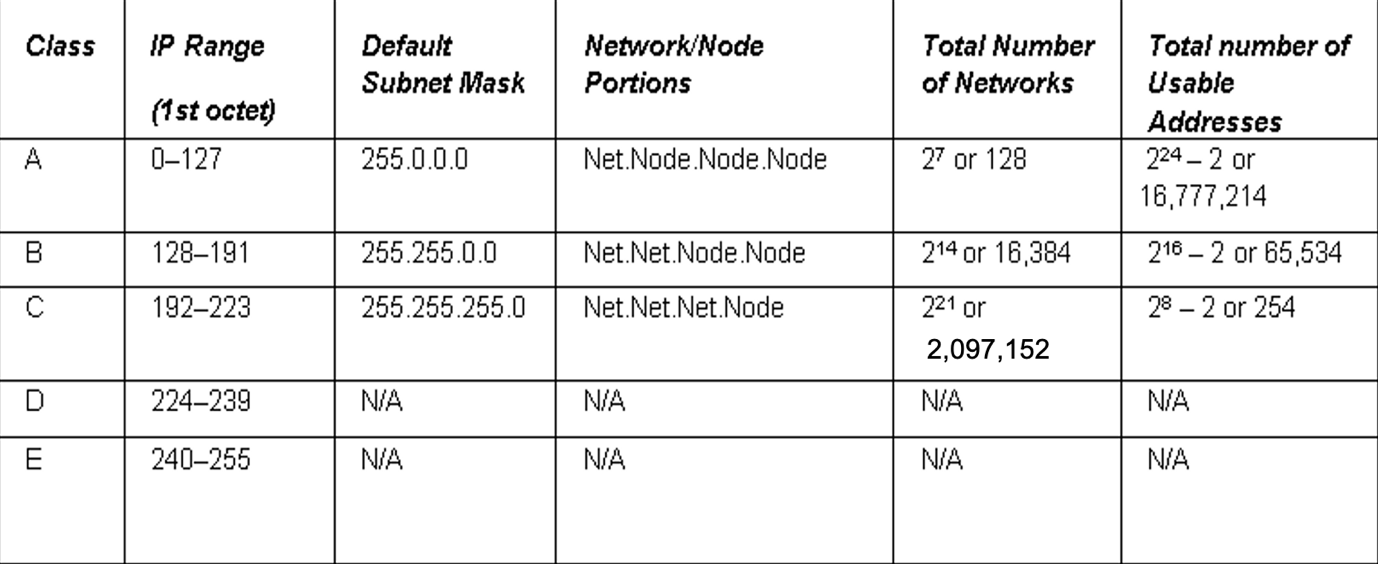 Class
IP Range
(1st octet)
Default
Subnet Mask
Network/Node
Portions
Total Number
of Networks
Total number of
Usable
Addresses
A
0–127
255.0.0.0
Net.Node.Node.Node
2⁷ or 128
2²⁴ – 2 or
16,777,214
B
128–191
255.255.0.0
Net.Net.Node.Node
2¹⁴ or 16,384
2¹⁶ – 2 or 65,534
C
192–223
255.255.255.0
Net.Net.Net.Node
2²¹ or
2,097,152
2⁸ – 2 or 254
D
224–239
N/A
N/A
N/A
N/A
E
240–255
N/A
N/A
N/A
N/A